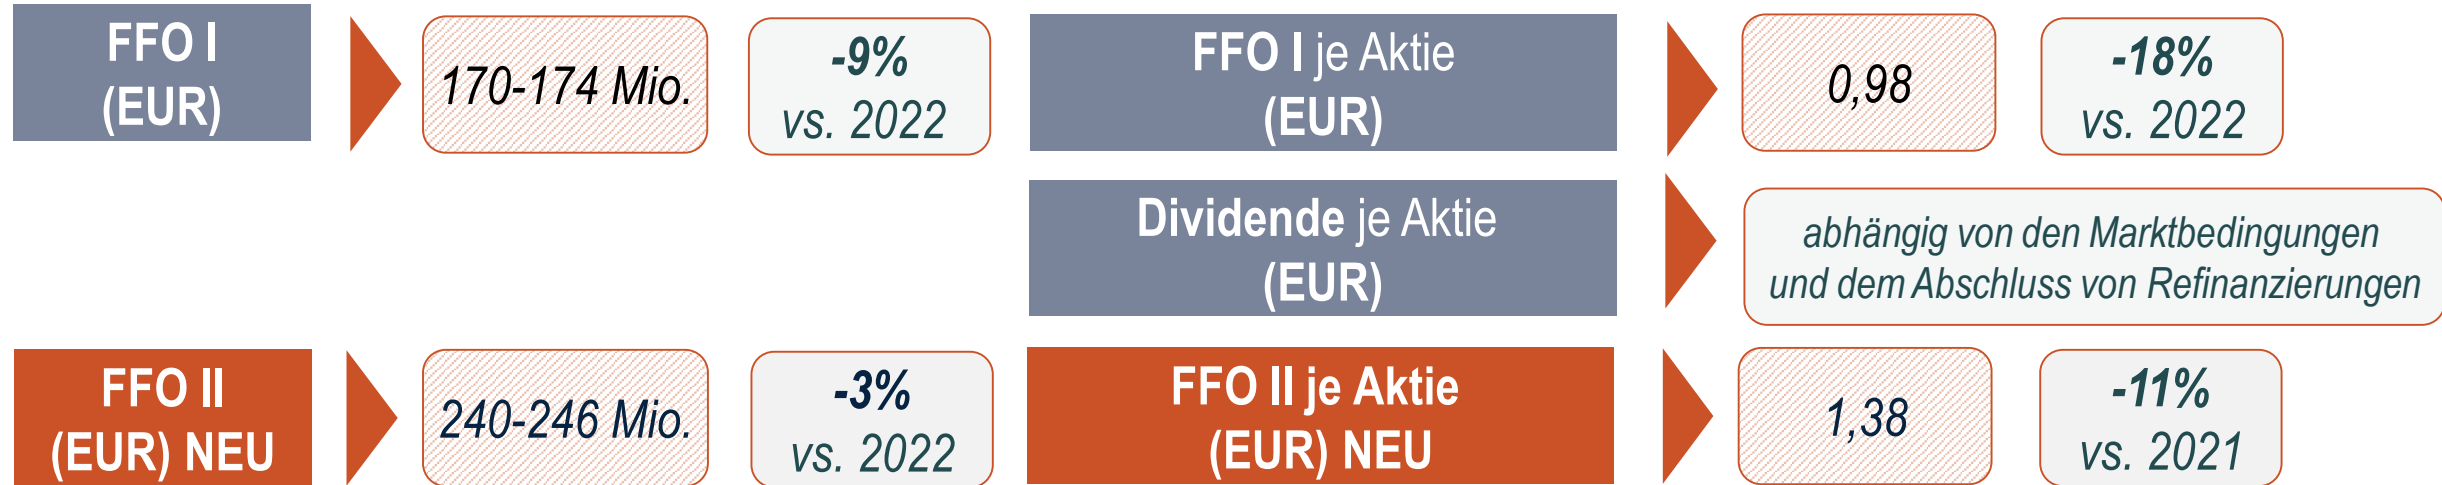 FFO I
(EUR)
170-174 Mio.
-9%
vs. 2022
FFO I je Aktie
(EUR)
0,98
-18%
vs. 2022
Dividende je Aktie
(EUR)
abhängig von den Marktbedingungen
und dem Abschluss von Refinanzierungen
FFO II
(EUR) NEU
240-246 Mio.
-3%
vs. 2022
FFO II je Aktie
(EUR) NEU
1,38
-11%
vs. 2021